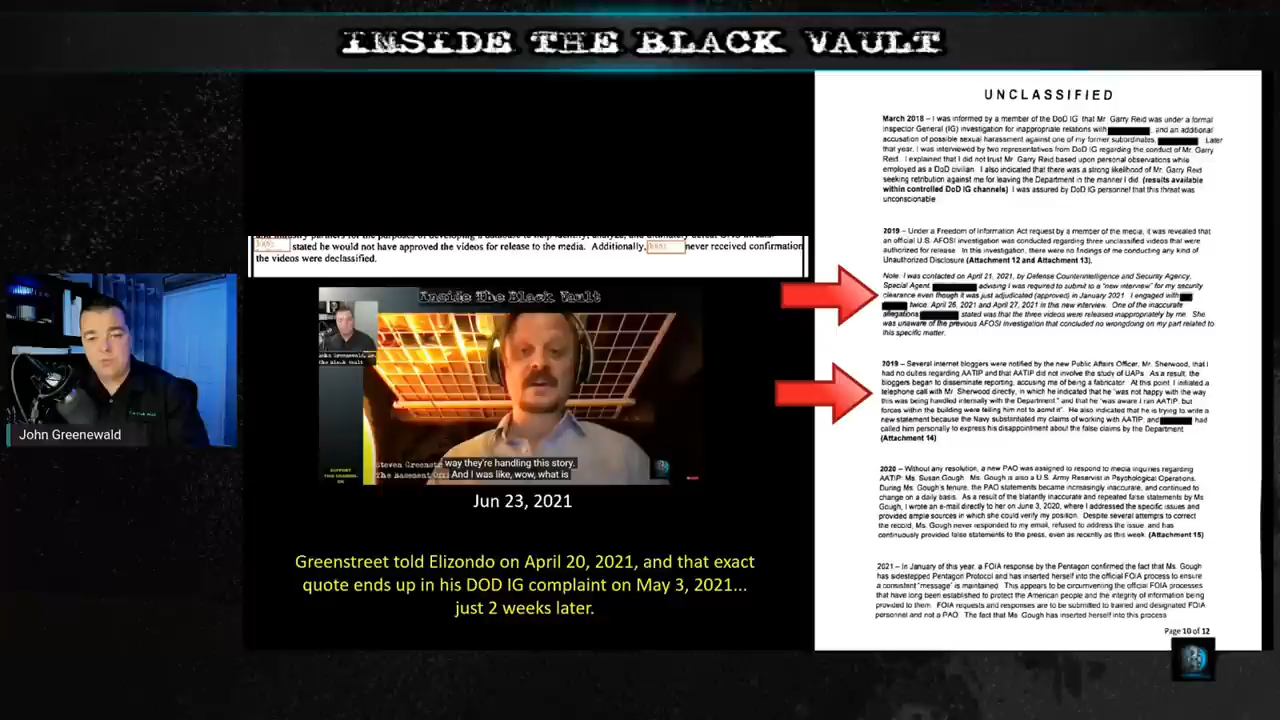 INSIDE THE BLACK VAULT
John Greenewald
stated he would not have approved the videos for release to the media. Additionally, never received confirmation
the videos were declassified.
Inside The Black Vault
John Greenewald, Jr.
The Black Vault
way they're handling this story.
And I was like, wow, what is
Jun 23, 2021
Greenstreet told Elizondo on April 20, 2021, and that exact
quote ends up in his DOD IG complaint on May 3, 2021...
just 2 weeks later.
UNCLASSIFIED
March 2018 – I was informed by a member of the DoD IG that Mr. Garry Reid was under a formal
Inspector General (IG) investigation for inappropriate relations with , and an additional
accusation of possible sexual harassment against one of my former subordinates, Later
that year, I was interviewed by two representatives from DoD IG regarding the conduct of Mr. Garry
Reid. I explained that I did not trust Mr. Garry Reid based upon personal observations while
employed as a DoD civilian. I also indicated that there was a strong likelihood of Mr. Garry Reid
seeking retribution against me for leaving the Department in the manner I did. (results available
within controlled DoD IG channels) I was assured by DoD IG personnel that this threat was
unconscionable
2019 – Under a Freedom of Information Act request by a member of the media, it was revealed that
an official U.S. AFOSI investigation was conducted regarding three unclassified videos that were
authorized for release. In this investigation, there were no findings of me conducting any kind of
Unauthorized Disclosure (Attachment 12 and Attachment 13).
Note: I was contacted on April 21, 2021, by Defense Counterintelligence and Security Agency,
Special Agent, advising I was required to submit to a "new interview" for my security
clearance even though it was just adjudicated (approved) in January 2021 I engaged with
twice, April 26, 2021 and April 27, 2021 in this new interview. One of the inaccurate
allegations stated was that the three videos were released inappropriately by me. She
was unaware of the previous AFOSI investigation that concluded no wrongdoing on my part related to
this specific matter.
2019 – Several internet bloggers were notified by the new Public Affairs Officer, Mr. Sherwood, that I
had no duties regarding AATIP and that AATIP did not involve the study of UAPs. As a result, the
bloggers began to disseminate reporting, accusing me of being a fabricator. At this point I initiated a
telephone call with Mr. Sherwood directly, in which he indicated that he "was not happy with the way
this was being handled internally with the Department" and that he "was aware I ran AATIP, but
forces within the building were telling him not to admit it". He also indicated that he is trying to write a
new statement because the Navy substantiated my claims of working with AATIP, and had
called him personally to express his disappointment about the false claims by the Department
(Attachment 14)
2020 – Without any resolution, a new PAO was assigned to respond to media inquiries regarding
AATIP: Ms. Susan Gough. Ms. Gough is also a U.S. Army Reservist in Psychological Operations.
During Ms. Gough's tenure, the PAO statements became increasingly inaccurate, and continued to
change on a daily basis. As a result of the blatantly inaccurate and repeated false statements by Ms
Gough, I wrote an e-mail directly to her on June 3, 2020, where I addressed the specific issues and
provided ample sources in which she could verify my position. Despite several attempts to correct
the record, Ms. Gough never responded to my email, refused to address the issue, and has
continuously provided false statements to the press, even as recently as this week. (Attachment 15)
2021 – In January of this year, a FOIA response by the Pentagon confirmed the fact that Ms. Gough
has sidestepped Pentagon Protocol and has inserted herself into the official FOIA process to ensure
a consistent "message" is maintained. This appears to be circumventing the official FOIA processes
that have long been established to protect the American people and the integrity of information being
provided to them. FOIA requests and responses are to be submitted to trained and designated FOIA
personnel and not a PAO. The fact that Ms. Gough has inserted herself into this process
Page 10 of 12